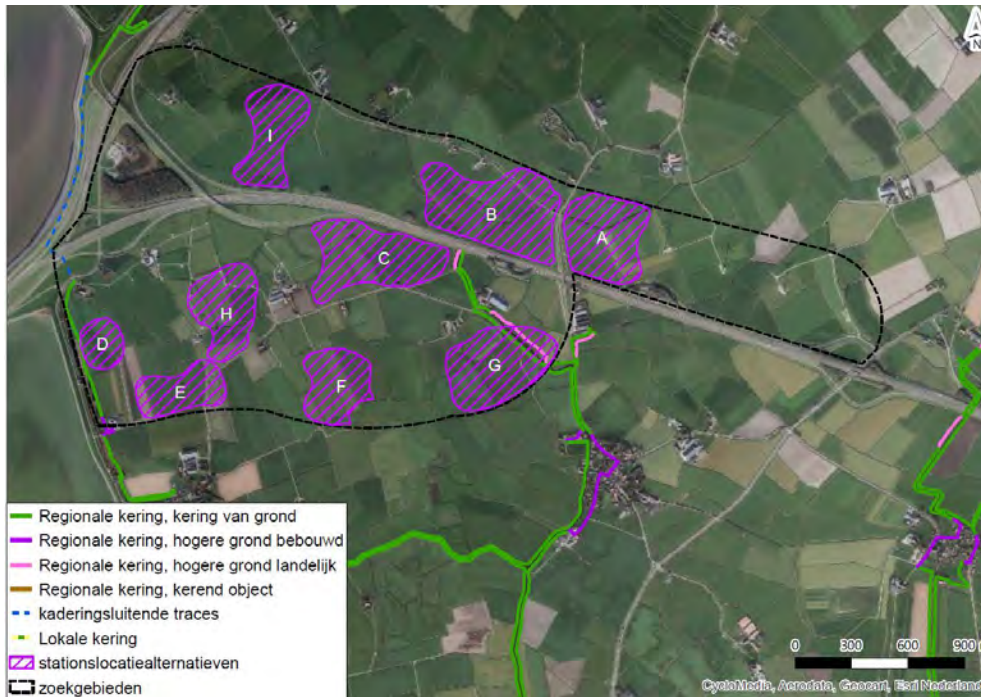 N
I
B
A
C
H
D
E
F
G
Regionale kering, kering van grond
Regionale kering, hogere grond bebouwd
Regionale kering, hogere grond landelijk
Regionale kering, kerend object
kaderingsluitende traces
Lokale kering
stationslocatiealternatieven
zoekgebieden
0 300 600 900
CycloMedia, Aerodata, Geocart, Esri Nederland